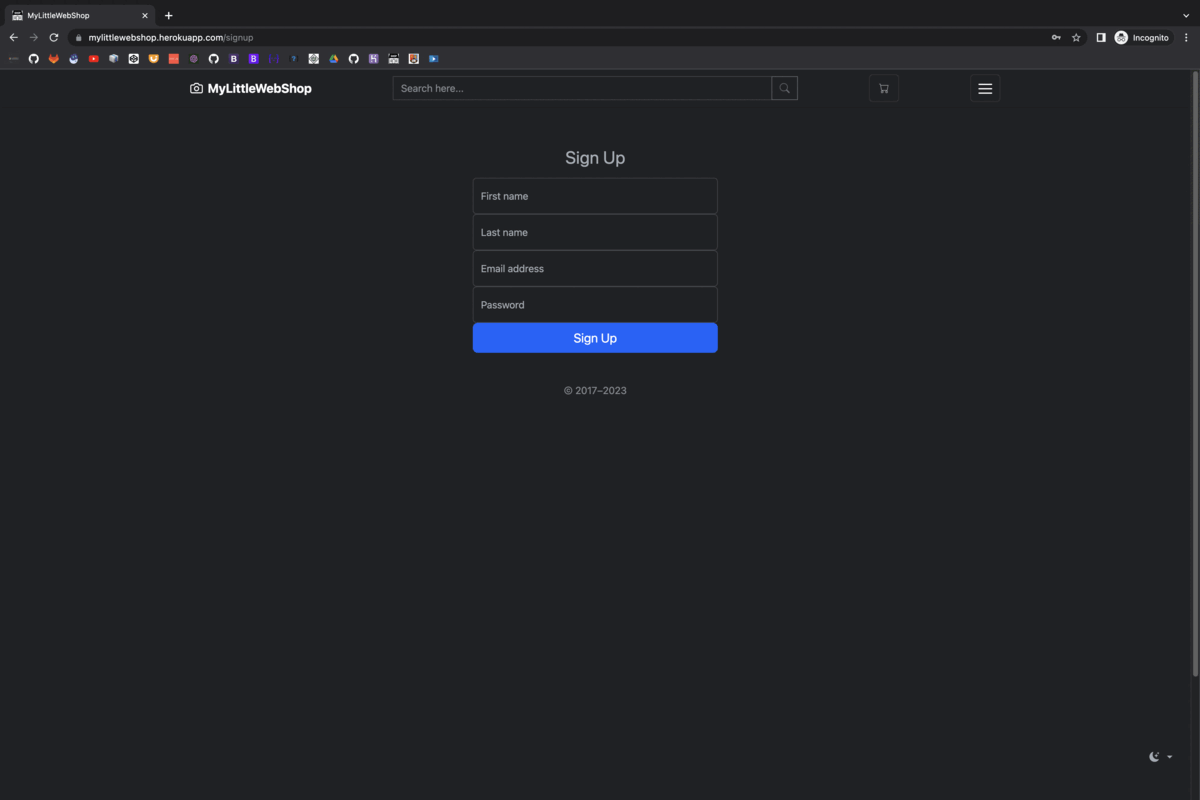 MyLittleWebShop
mylittlewebshop.herokuapp.com/signup
Incognito
MyLittleWebShop
Search here...
Sign Up
First name
Last name
Email address
Password
Sign Up
© 2017–2023